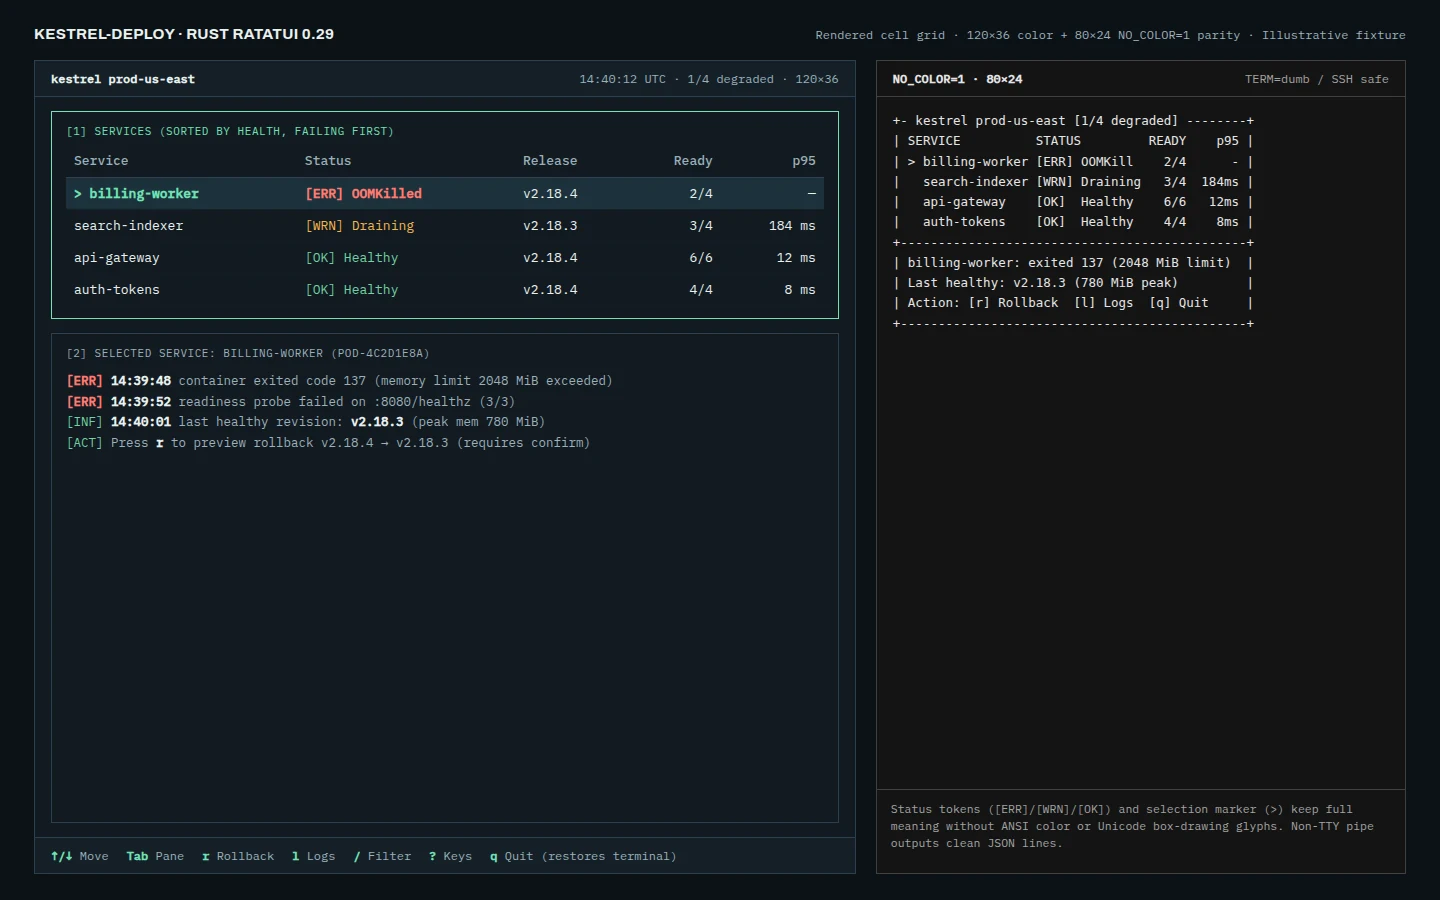 KESTREL-DEPLOY · RUST RATATUI 0.29
Rendered cell grid · 120×36 color + 80×24 NO_COLOR=1 parity · Illustrative fixture
kestrel prod-us-east
14:40:12 UTC · 1/4 degraded · 120×36
[1] SERVICES (SORTED BY HEALTH, FAILING FIRST)
Service Status Release Ready p95
> billing-worker [ERR] OOMKilled v2.18.4 2/4 —
search-indexer [WRN] Draining v2.18.3 3/4 184 ms
api-gateway [OK] Healthy v2.18.4 6/6 12 ms
auth-tokens [OK] Healthy v2.18.4 4/4 8 ms
[2] SELECTED SERVICE: BILLING-WORKER (POD-4C2D1E8A)
[ERR] 14:39:48 container exited code 137 (memory limit 2048 MiB exceeded)
[ERR] 14:39:52 readiness probe failed on :8080/healthz (3/3)
[INF] 14:40:01 last healthy revision: v2.18.3 (peak mem 780 MiB)
[ACT] Press r to preview rollback v2.18.4 → v2.18.3 (requires confirm)
↑/↓ Move Tab Pane r Rollback l Logs / Filter ? Keys q Quit (restores terminal)
NO_COLOR=1 · 80×24
TERM=dumb / SSH safe
+- kestrel prod-us-east [1/4 degraded] --------+
| SERVICE         STATUS         READY    p95 |
| > billing-worker [ERR] OOMKill    2/4      - |
|   search-indexer [WRN] Draining   3/4  184ms |
|   api-gateway    [OK]  Healthy    6/6   12ms |
|   auth-tokens    [OK]  Healthy    4/4    8ms |
+----------------------------------------------+
| billing-worker: exited 137 (2048 MiB limit)  |
| Last healthy: v2.18.3 (780 MiB peak)         |
| Action: [r] Rollback  [l] Logs  [q] Quit     |
+----------------------------------------------+
Status tokens ([ERR]/[WRN]/[OK]) and selection marker (>) keep full
meaning without ANSI color or Unicode box-drawing glyphs. Non-TTY pipe
outputs clean JSON lines.